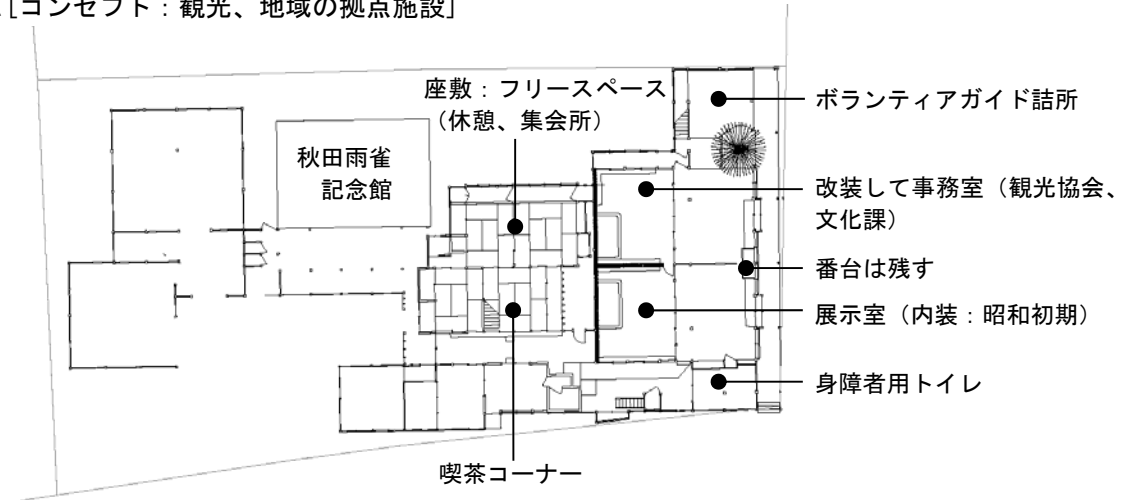 [コンセプト：観光、地域の拠点施設]
座敷：フリースペース
（休憩、集会所）
秋田雨雀
記念館
ボランティアガイド詰所
改装して事務室（観光協会、
文化課）
番台は残す
展示室（内装：昭和初期）
身障者用トイレ
喫茶コーナー